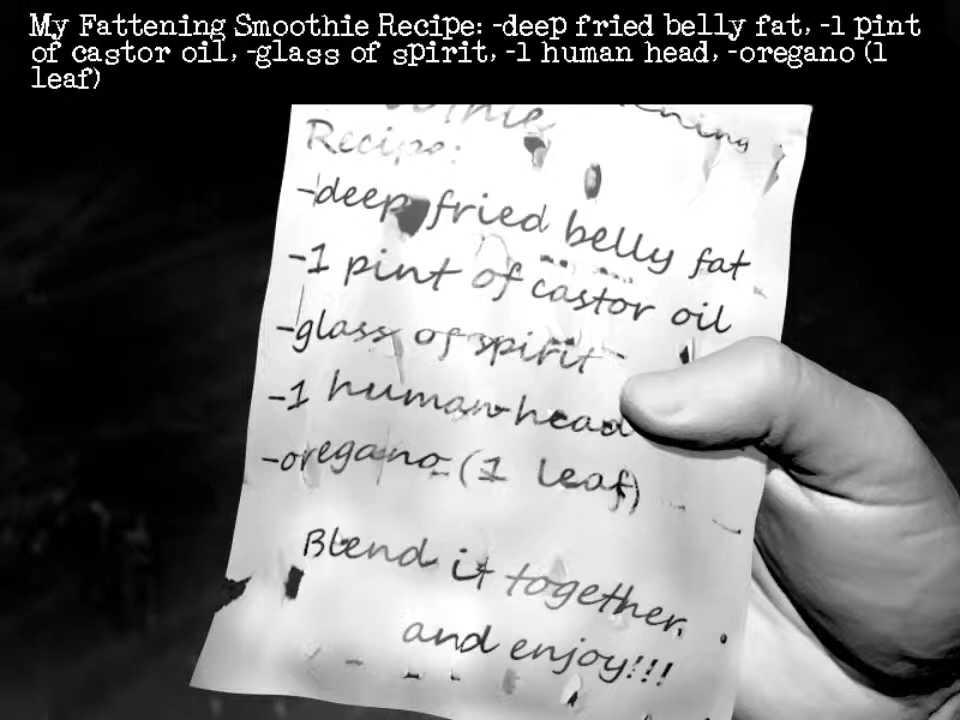 My Fattening Smoothie Recipe: -deep fried belly fat, -1 pint
of castor oil, -glass of spirit, -1 human head, -oregano (1
leaf)
Recipe:
-deep fried belly fat
-1 pint of castor oil
-glass of spirit
-1 human head
-oregano (1 leaf)
Blend it together,
and enjoy!!!